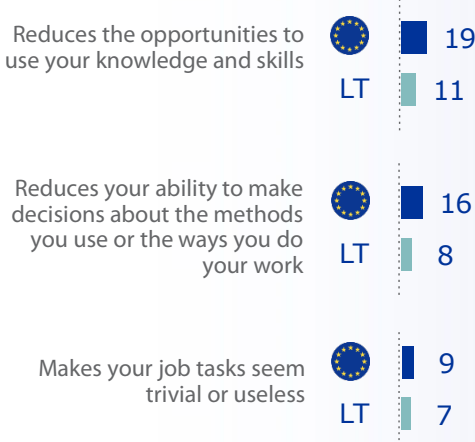 Reduces the opportunities to
use your knowledge and skills
19
LT 11
Reduces your ability to make
decisions about the methods
you use or the ways you do
your work
16
LT 8
Makes your job tasks seem
trivial or useless
9
LT 7